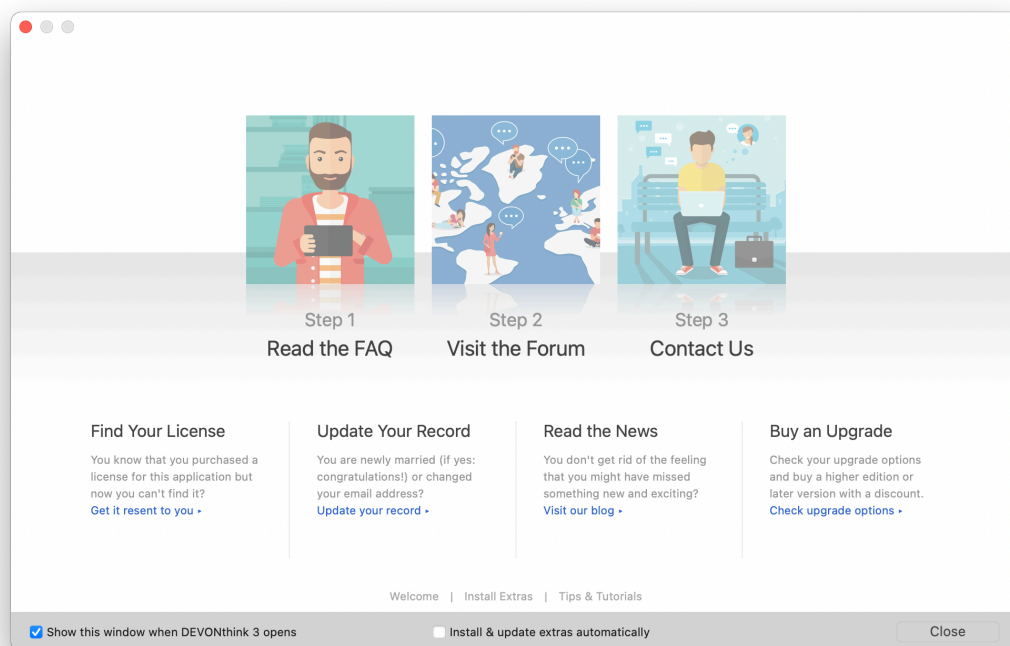 Step 1
Read the FAQ
Step 2
Visit the Forum
Step 3
Contact Us
Find Your License
You know that you purchased a
license for this application but
now you can't find it?
Get it resent to you ▸
Update Your Record
You are newly married (if yes:
congratulations!) or changed
your email address?
Update your record ▸
Read the News
You don't get rid of the feeling
that you might have missed
something new and exciting?
Visit our blog ▸
Buy an Upgrade
Check your upgrade options
and buy a higher edition or
later version with a discount.
Check upgrade options ▸
Welcome | Install Extras | Tips & Tutorials
Show this window when DEVONthink 3 opens
Install & update extras automatically
Close